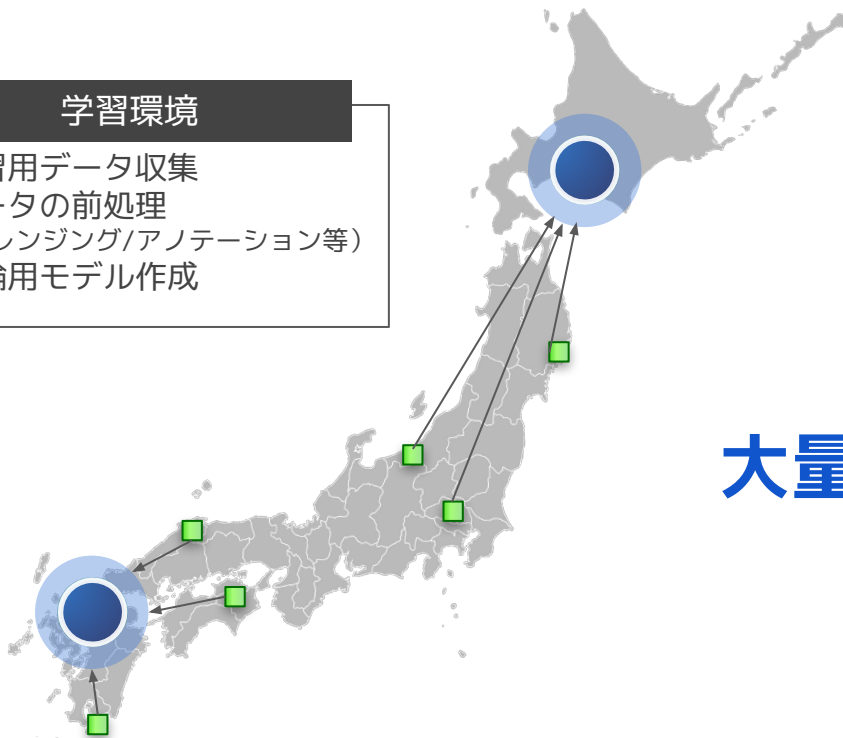 学習環境
習用データ収集
ータの前処理
レンジング/アノテーション等）
論用モデル作成
大量